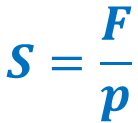 S = F/p